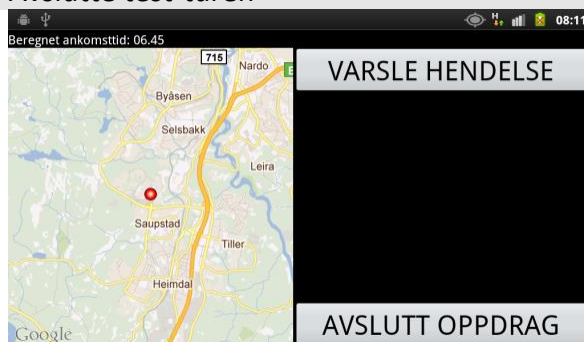 08:11
Beregnet ankomsttid: 06.45
715
Nardo
E
Byåsen
Selsbakk
Leira
Saupstad
Tiller
Heimdal
Google
VARSLE HENDELSE
AVSLUTT OPPDRAG